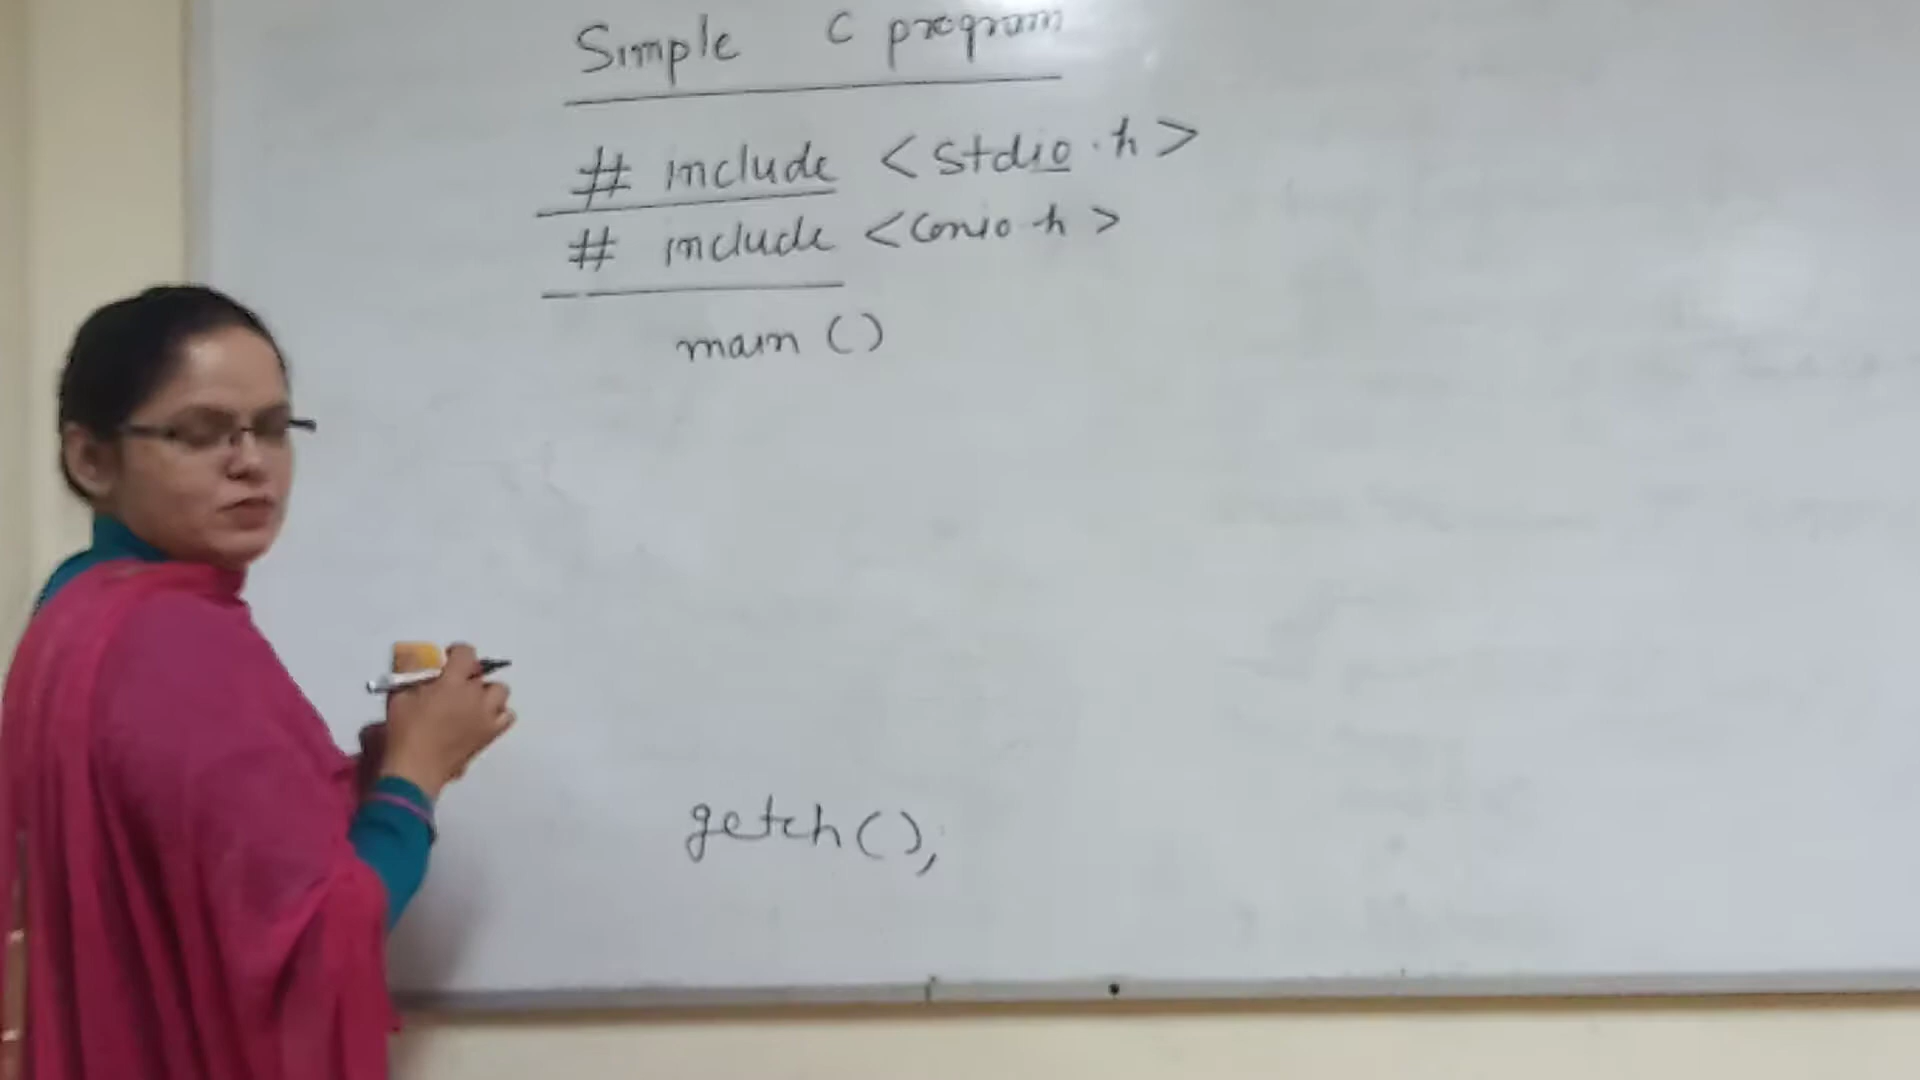 Simple C program
# include <stdio.h>
# include <conio.h>
main ()
getch();